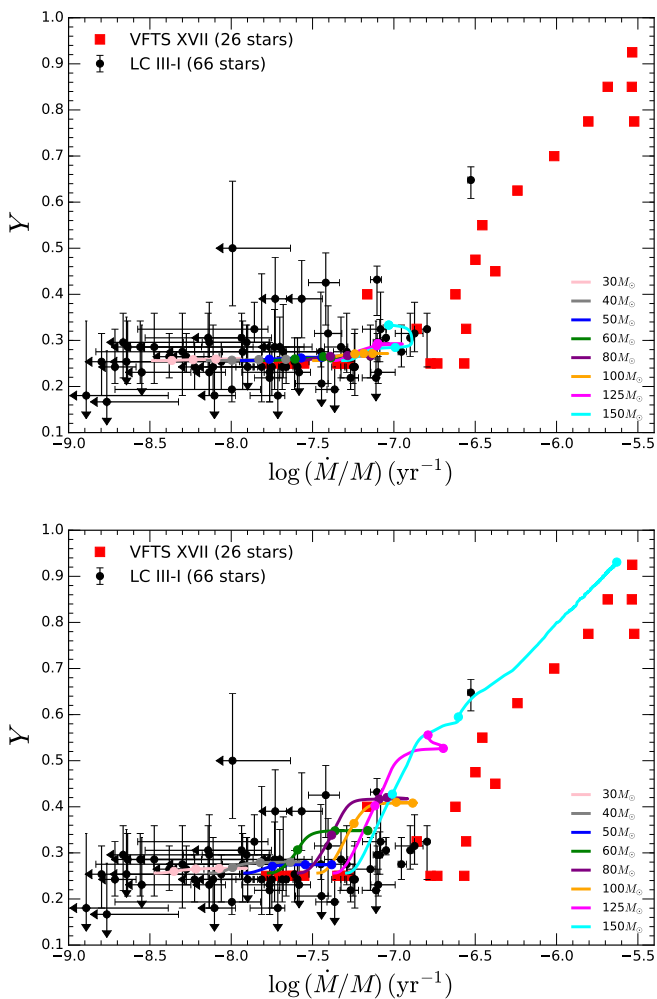 1.0
0.9
0.8
0.7
0.6
0.5
0.4
0.3
0.2
0.1
Y
VFTS XVII (26 stars)
LC III-I (66 stars)
30M⊙
40M⊙
50M⊙
60M⊙
80M⊙
100M⊙
125M⊙
150M⊙
−9.0 −8.5 −8.0 −7.5 −7.0 −6.5 −6.0 −5.5
log (Ṁ/M) (yr⁻¹)
1.0
0.9
0.8
0.7
0.6
0.5
0.4
0.3
0.2
0.1
Y
VFTS XVII (26 stars)
LC III-I (66 stars)
30M⊙
40M⊙
50M⊙
60M⊙
80M⊙
100M⊙
125M⊙
150M⊙
−9.0 −8.5 −8.0 −7.5 −7.0 −6.5 −6.0 −5.5
log (Ṁ/M) (yr⁻¹)